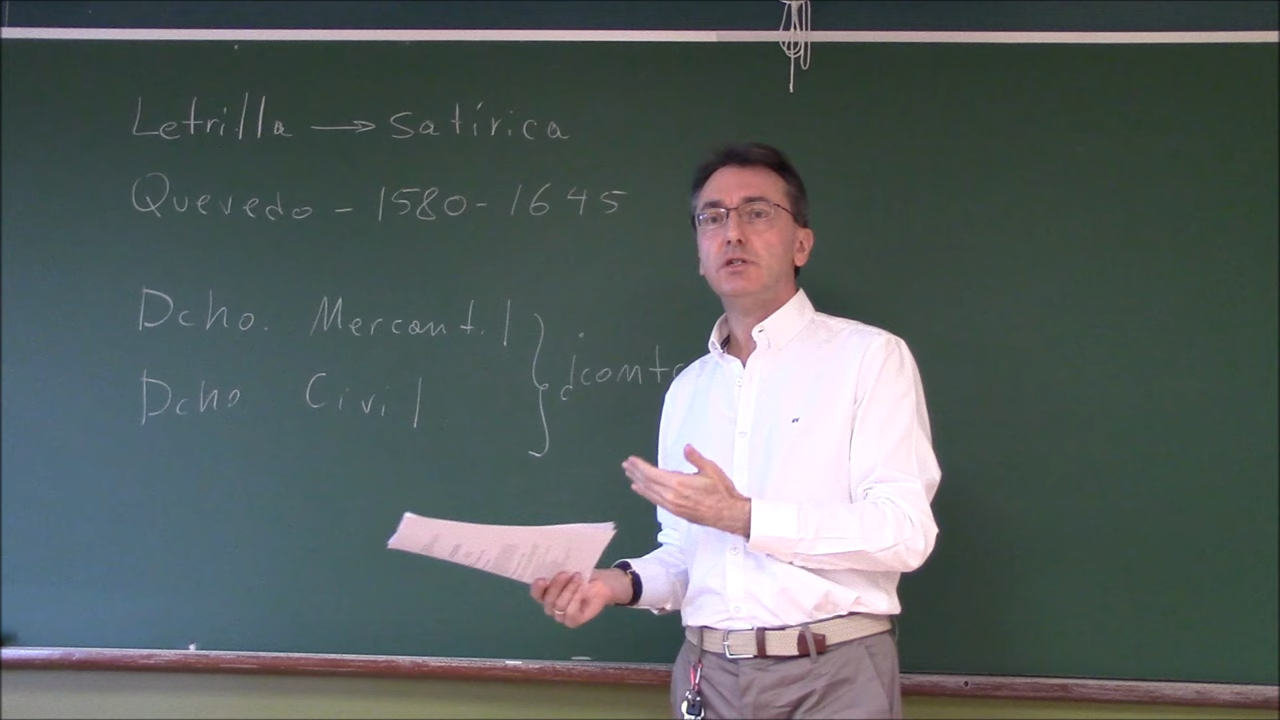 Letrilla → satírica
Quevedo - 1580-1645
Dcho. Mercantil
Dcho. Civil